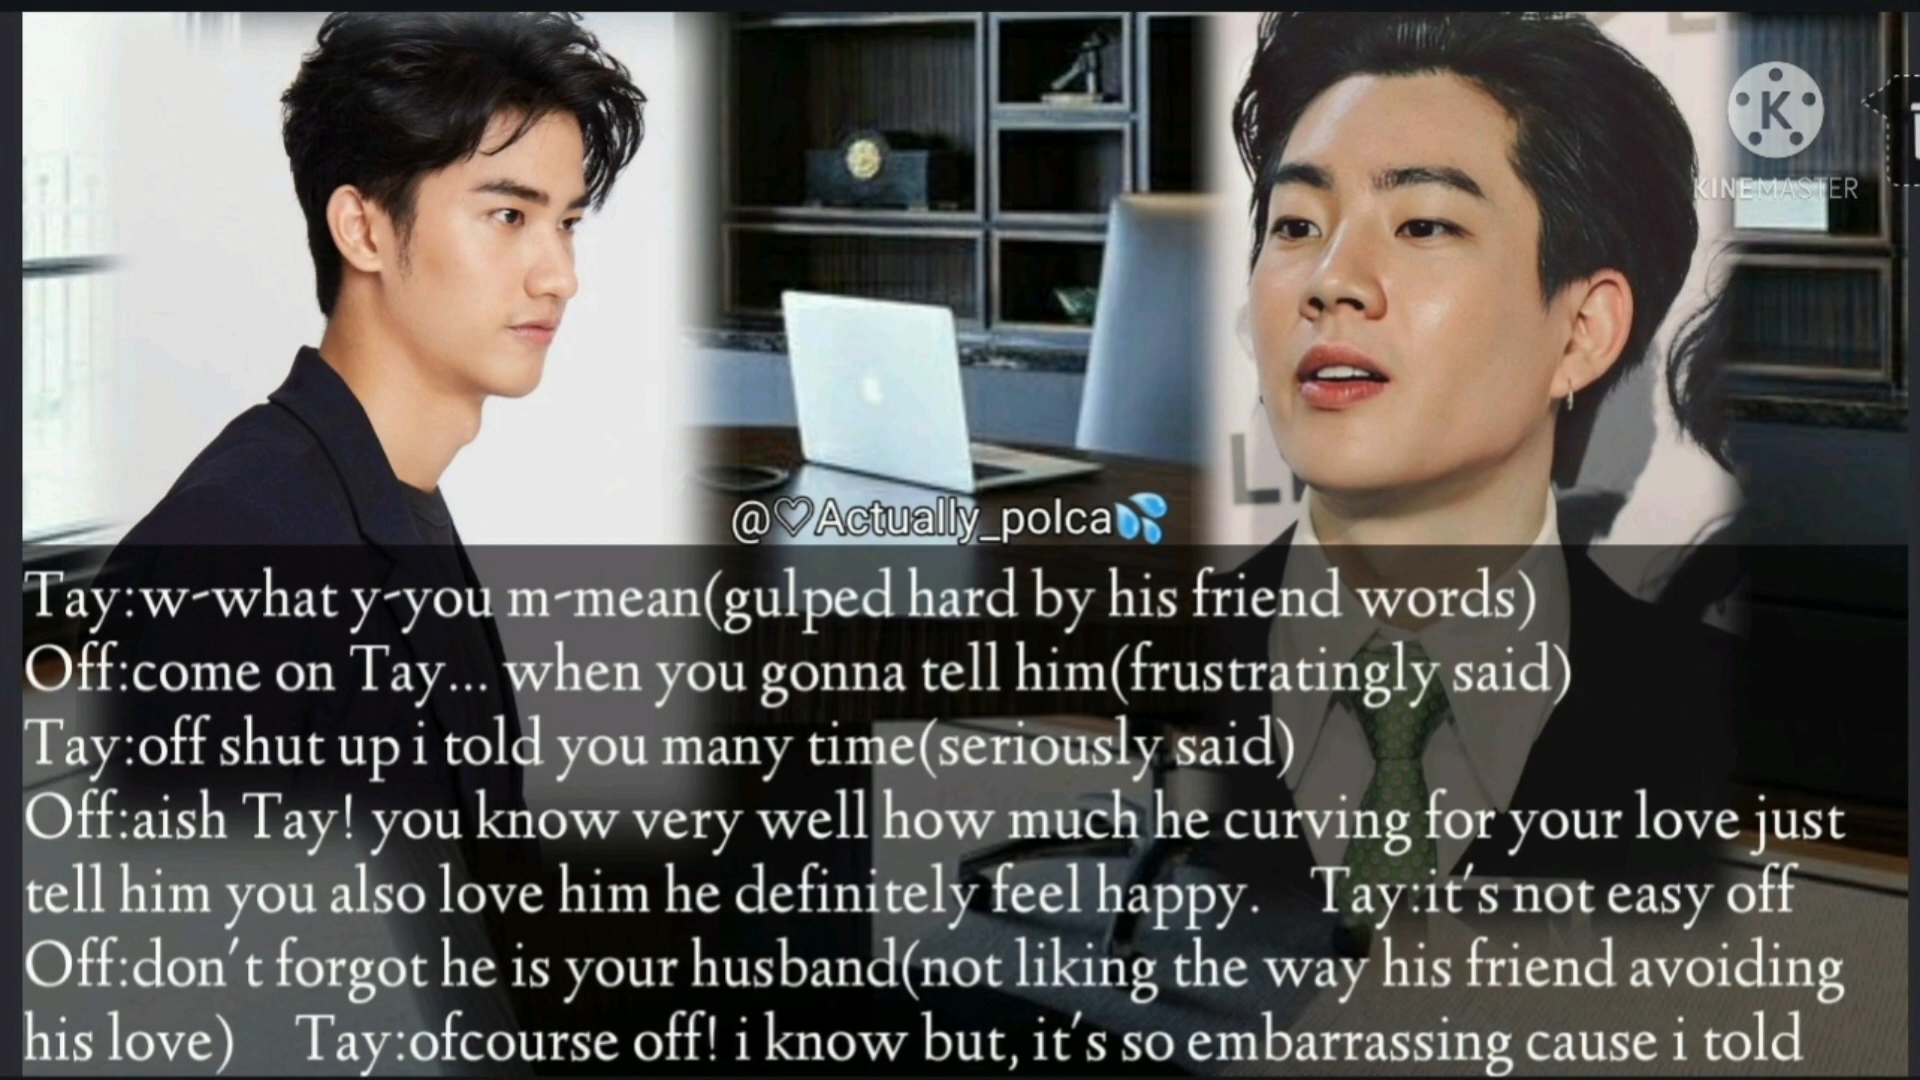 K
KINEMASTER
@♡Actually_polca💦
Tay:w-what y-you m-mean(gulped hard by his friend words)
Off:come on Tay... when you gonna tell him(frustratingly said)
Tay:off shut up i told you many time(seriously said)
Off:aish Tay! you know very well how much he curving for your love just
tell him you also love him he definitely feel happy.   Tay:it's not easy off
Off:don't forgot he is your husband(not liking the way his friend avoiding
his love)    Tay:ofcourse off! i know but, it's so embarrassing cause i told